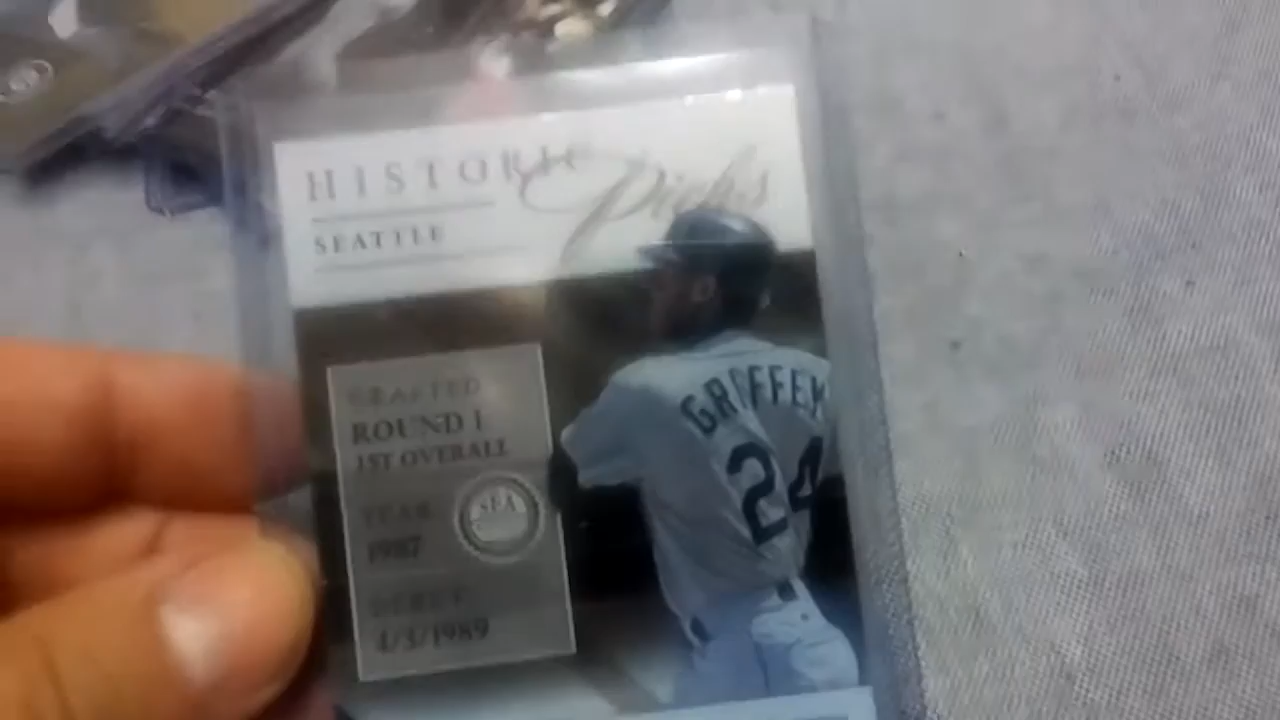 HISTORIC Picks
SEATTLE
GRIFFEY
24
DRAFTED
ROUND 1
1ST OVERALL
YEAR
1987
SEA
DEBUT
4/3/1989